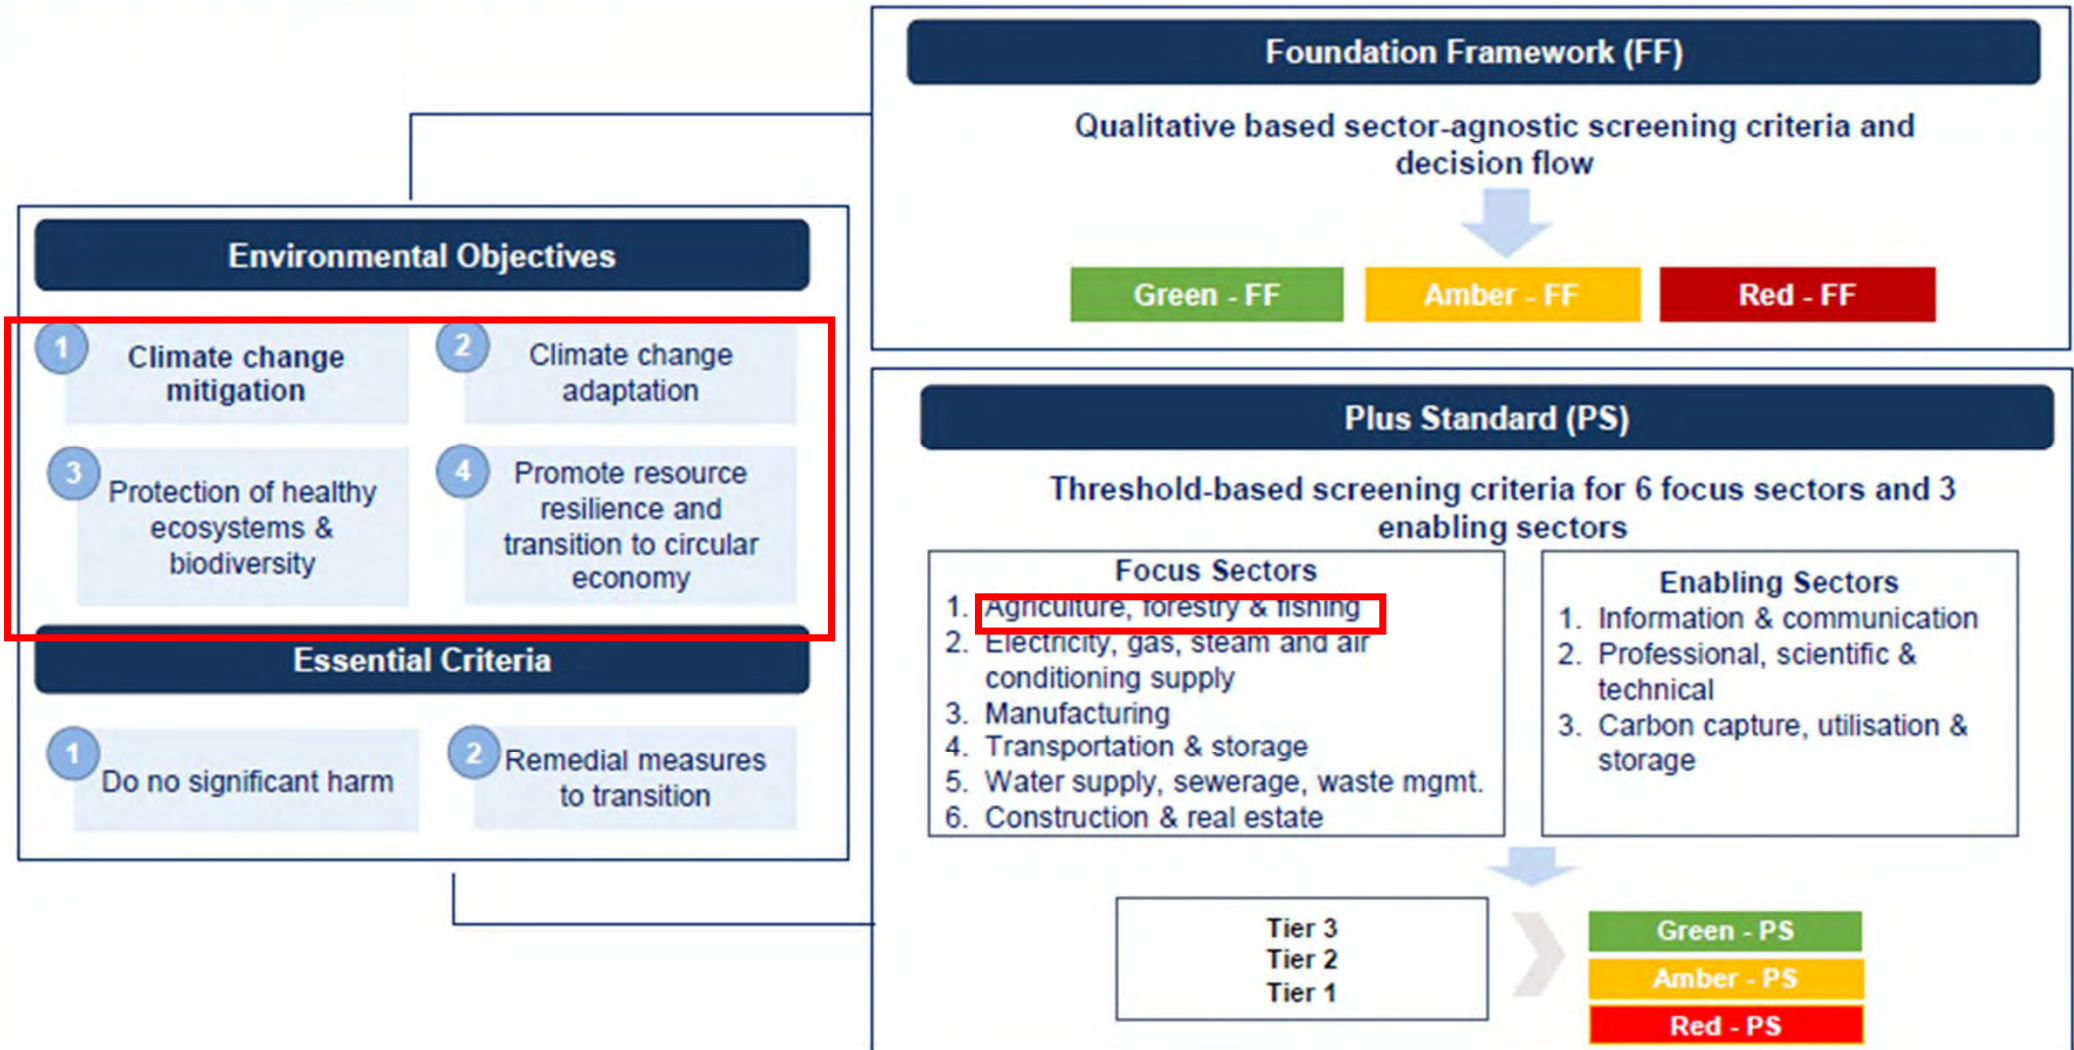 Foundation Framework (FF)
Qualitative based sector-agnostic screening criteria and
decision flow
Green - FF
Amber - FF
Red - FF
Environmental Objectives
1
Climate change
mitigation
2
Climate change
adaptation
3
Protection of healthy
ecosystems &
biodiversity
4
Promote resource
resilience and
transition to circular
economy
Essential Criteria
1
Do no significant harm
2
Remedial measures
to transition
Plus Standard (PS)
Threshold-based screening criteria for 6 focus sectors and 3
enabling sectors
Focus Sectors
1. Agriculture, forestry & fishing
2. Electricity, gas, steam and air
conditioning supply
3. Manufacturing
4. Transportation & storage
5. Water supply, sewerage, waste mgmt.
6. Construction & real estate
Enabling Sectors
1. Information & communication
2. Professional, scientific &
technical
3. Carbon capture, utilisation &
storage
Tier 3
Tier 2
Tier 1
Green - PS
Amber - PS
Red - PS